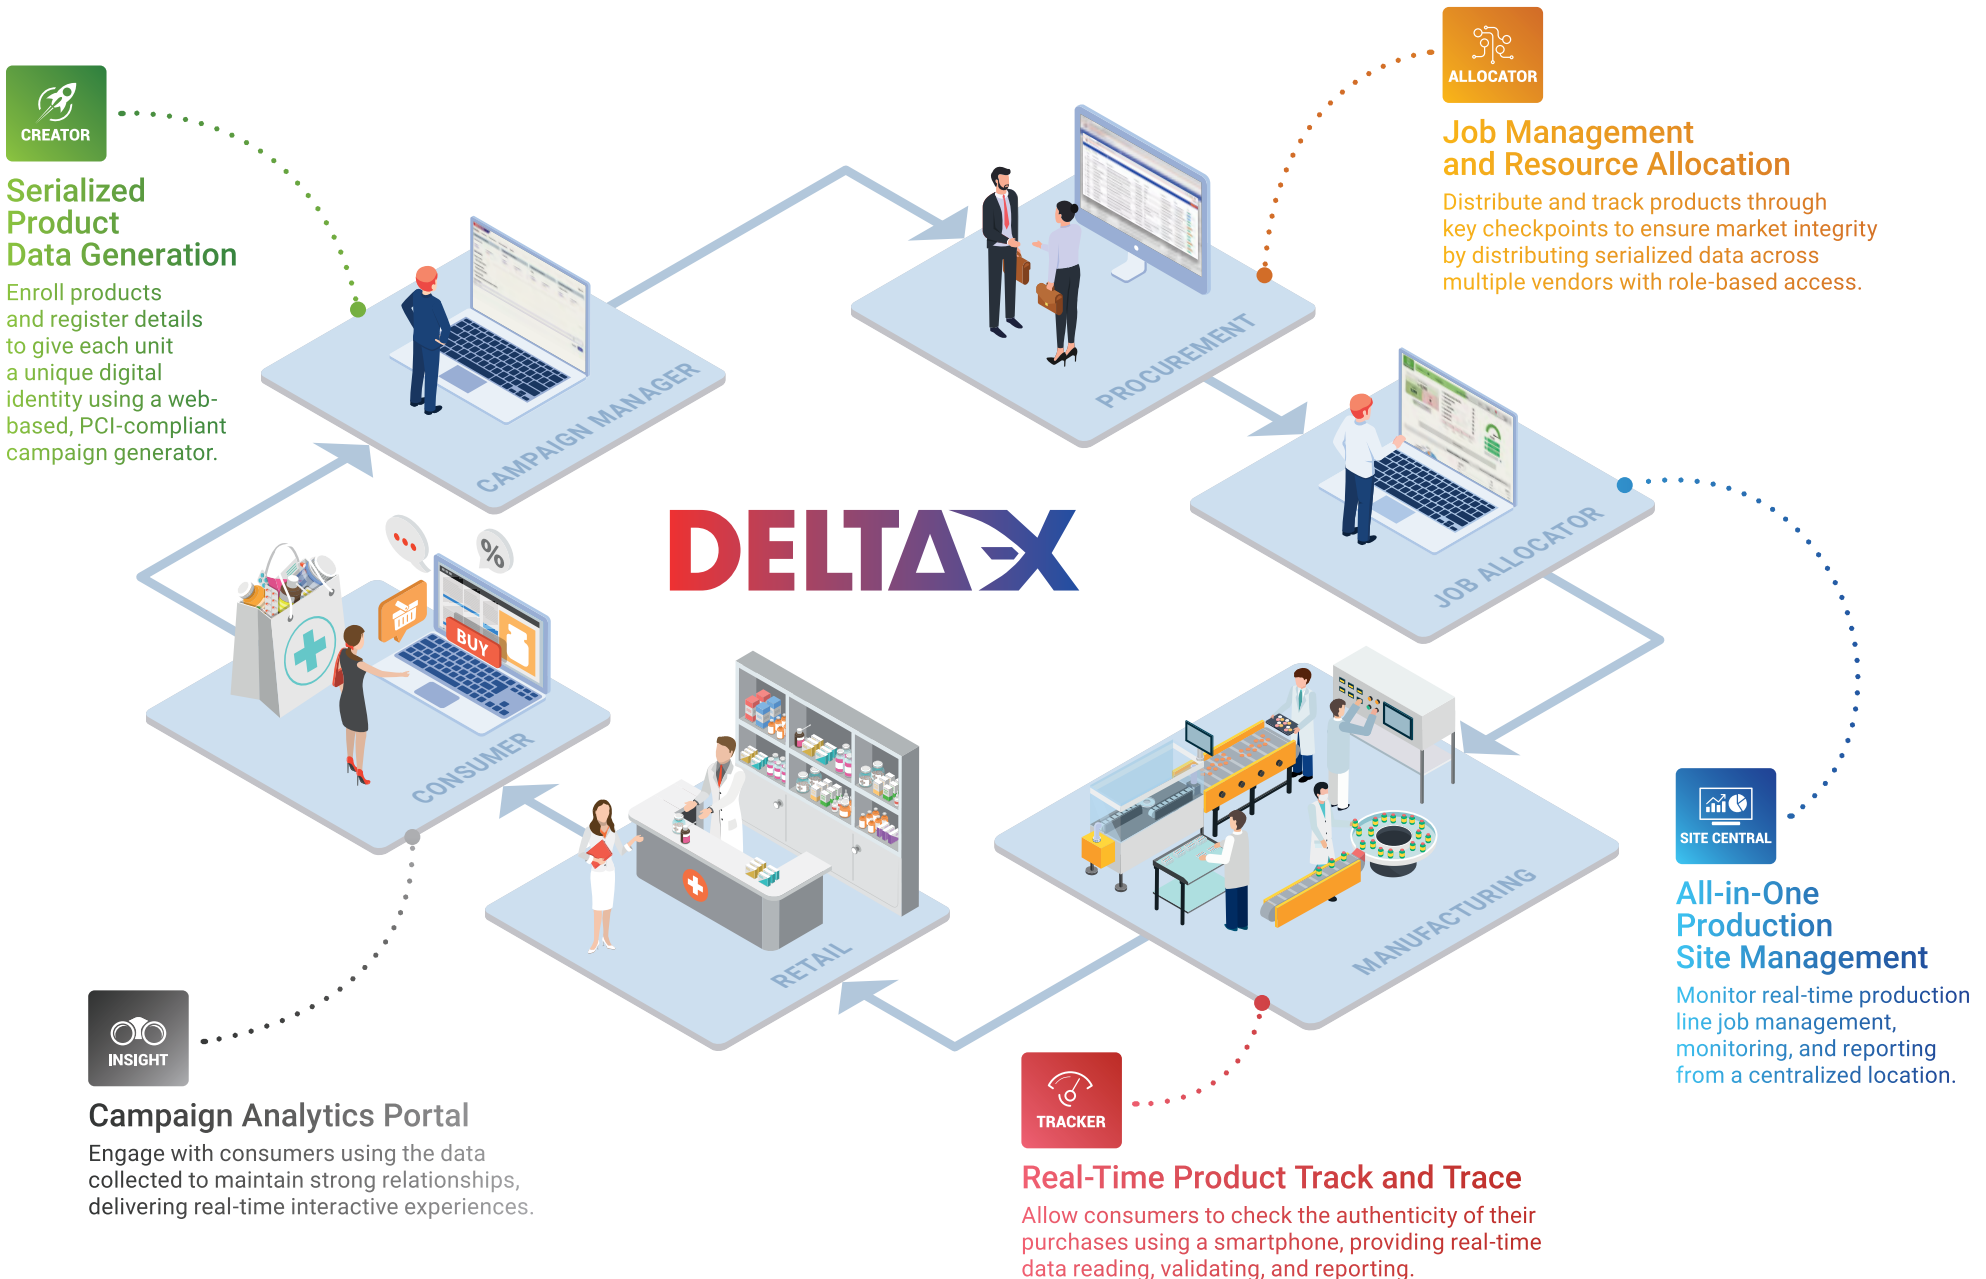 CREATOR
Serialized
Product
Data Generation
Enroll products
and register details
to give each unit
a unique digital
identity using a web-
based, PCI-compliant
campaign generator.
ALLOCATOR
Job Management
and Resource Allocation
Distribute and track products through
key checkpoints to ensure market integrity
by distributing serialized data across
multiple vendors with role-based access.
CAMPAIGN MANAGER
PROCUREMENT
JOB ALLOCATOR
DELTAX
%
BUY
CONSUMER
RETAIL
MANUFACTURING
SITE CENTRAL
All-in-One
Production
Site Management
Monitor real-time production
line job management,
monitoring, and reporting
from a centralized location.
INSIGHT
Campaign Analytics Portal
Engage with consumers using the data
collected to maintain strong relationships,
delivering real-time interactive experiences.
TRACKER
Real-Time Product Track and Trace
Allow consumers to check the authenticity of their
purchases using a smartphone, providing real-time
data reading, validating, and reporting.